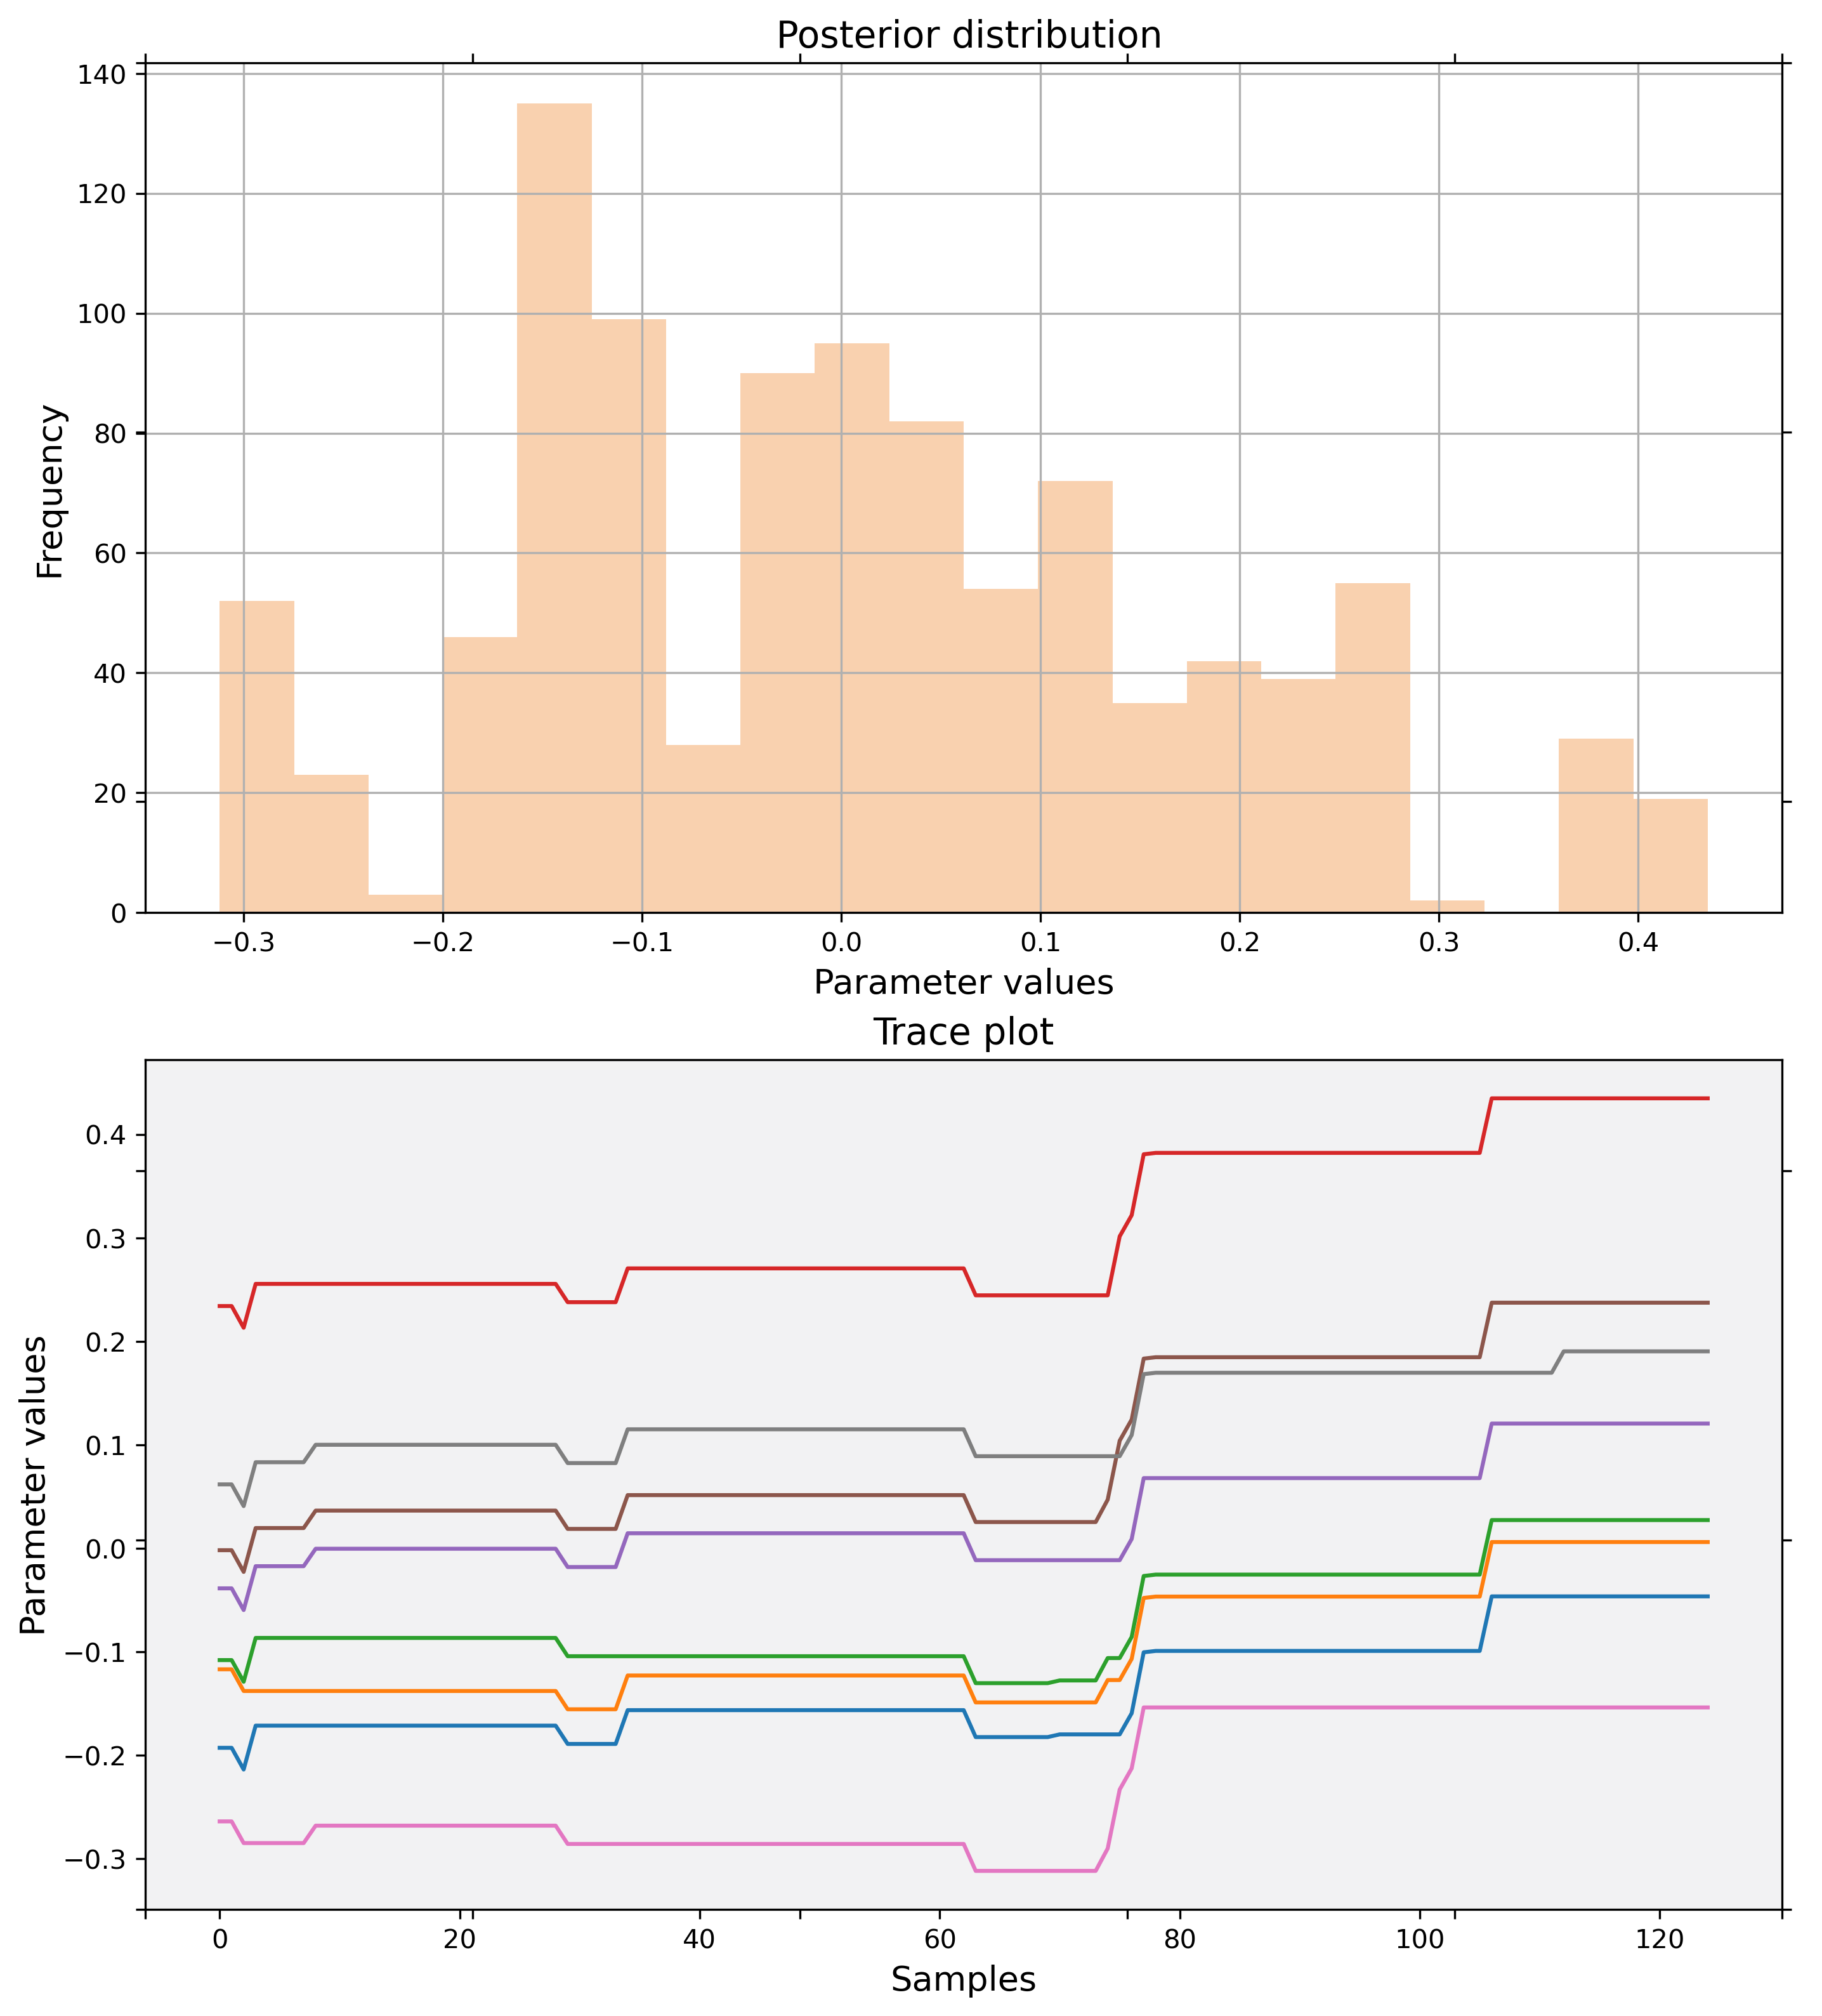 Posterior distribution
140
120
100
80
60
40
20
0
Frequency
−0.3 −0.2 −0.1 0.0 0.1 0.2 0.3 0.4
Parameter values
Trace plot
0.4
0.3
0.2
0.1
0.0
−0.1
−0.2
−0.3
Parameter values
0 20 40 60 80 100 120
Samples